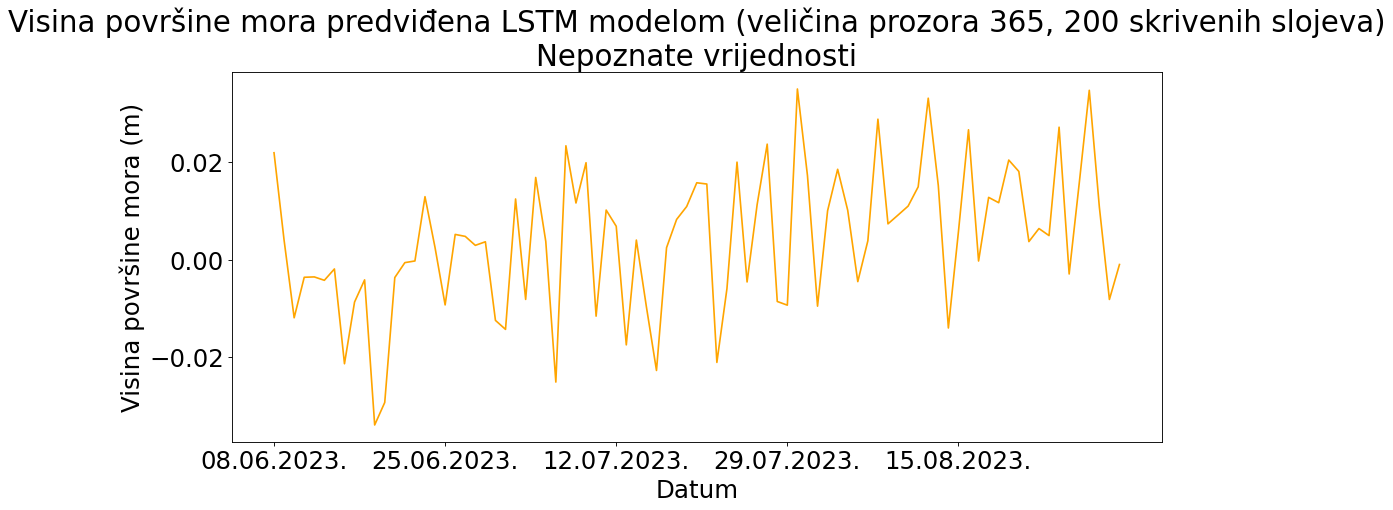 Visina površine mora predviđena LSTM modelom (veličina prozora 365, 200 skrivenih slojeva)
Nepoznate vrijednosti
Visina površine mora (m)
0.02
0.00
−0.02
08.06.2023. 25.06.2023. 12.07.2023. 29.07.2023. 15.08.2023.
Datum